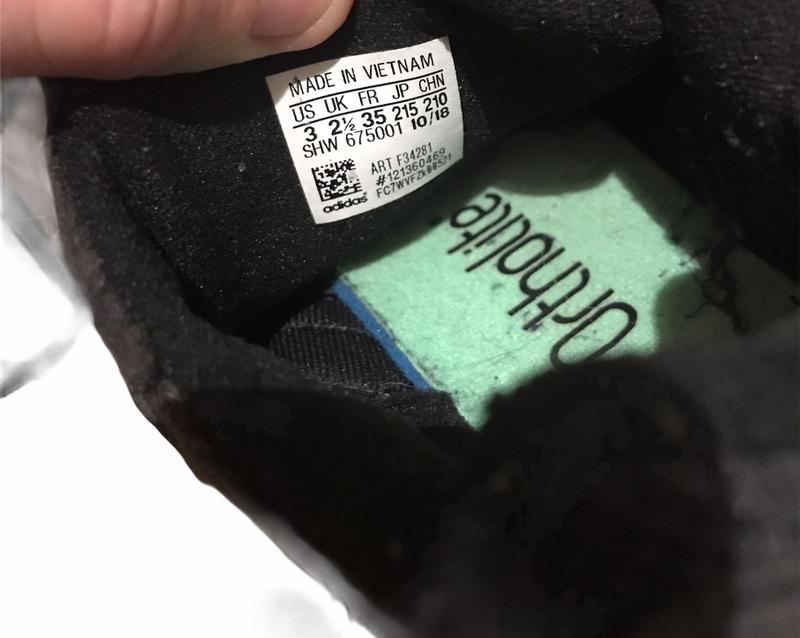 MADE IN VIETNAM
US UK FR JP CHN
3 2½ 35 215 210
SHW 675001 10/18
ART F34281
#121360469
adidas
Ortholite